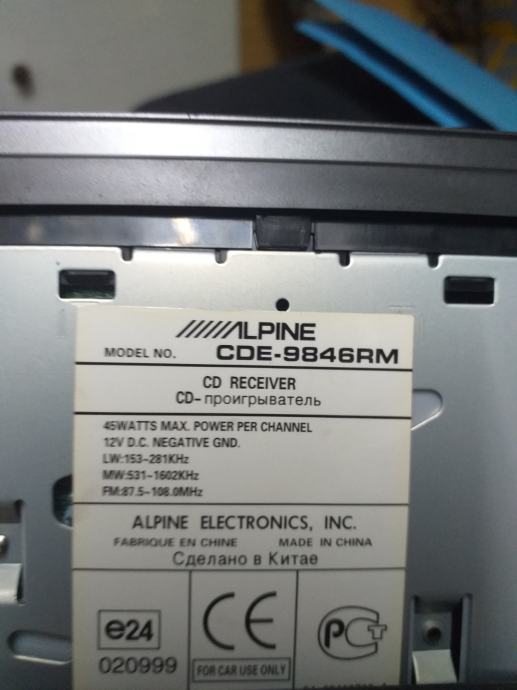 ALPINE
MODEL NO. CDE-9846RM
CD RECEIVER
CD-проигрыватель
45WATTS MAX. POWER PER CHANNEL
12V D.C. NEGATIVE GND.
LW:153~281KHz
MW:531~1602KHz
FM:87.5~108.0MHz
ALPINE ELECTRONICS, INC.
FABRIQUE EN CHINE MADE IN CHINA
Сделано в Китае
e24
020999
CE
FOR CAR USE ONLY